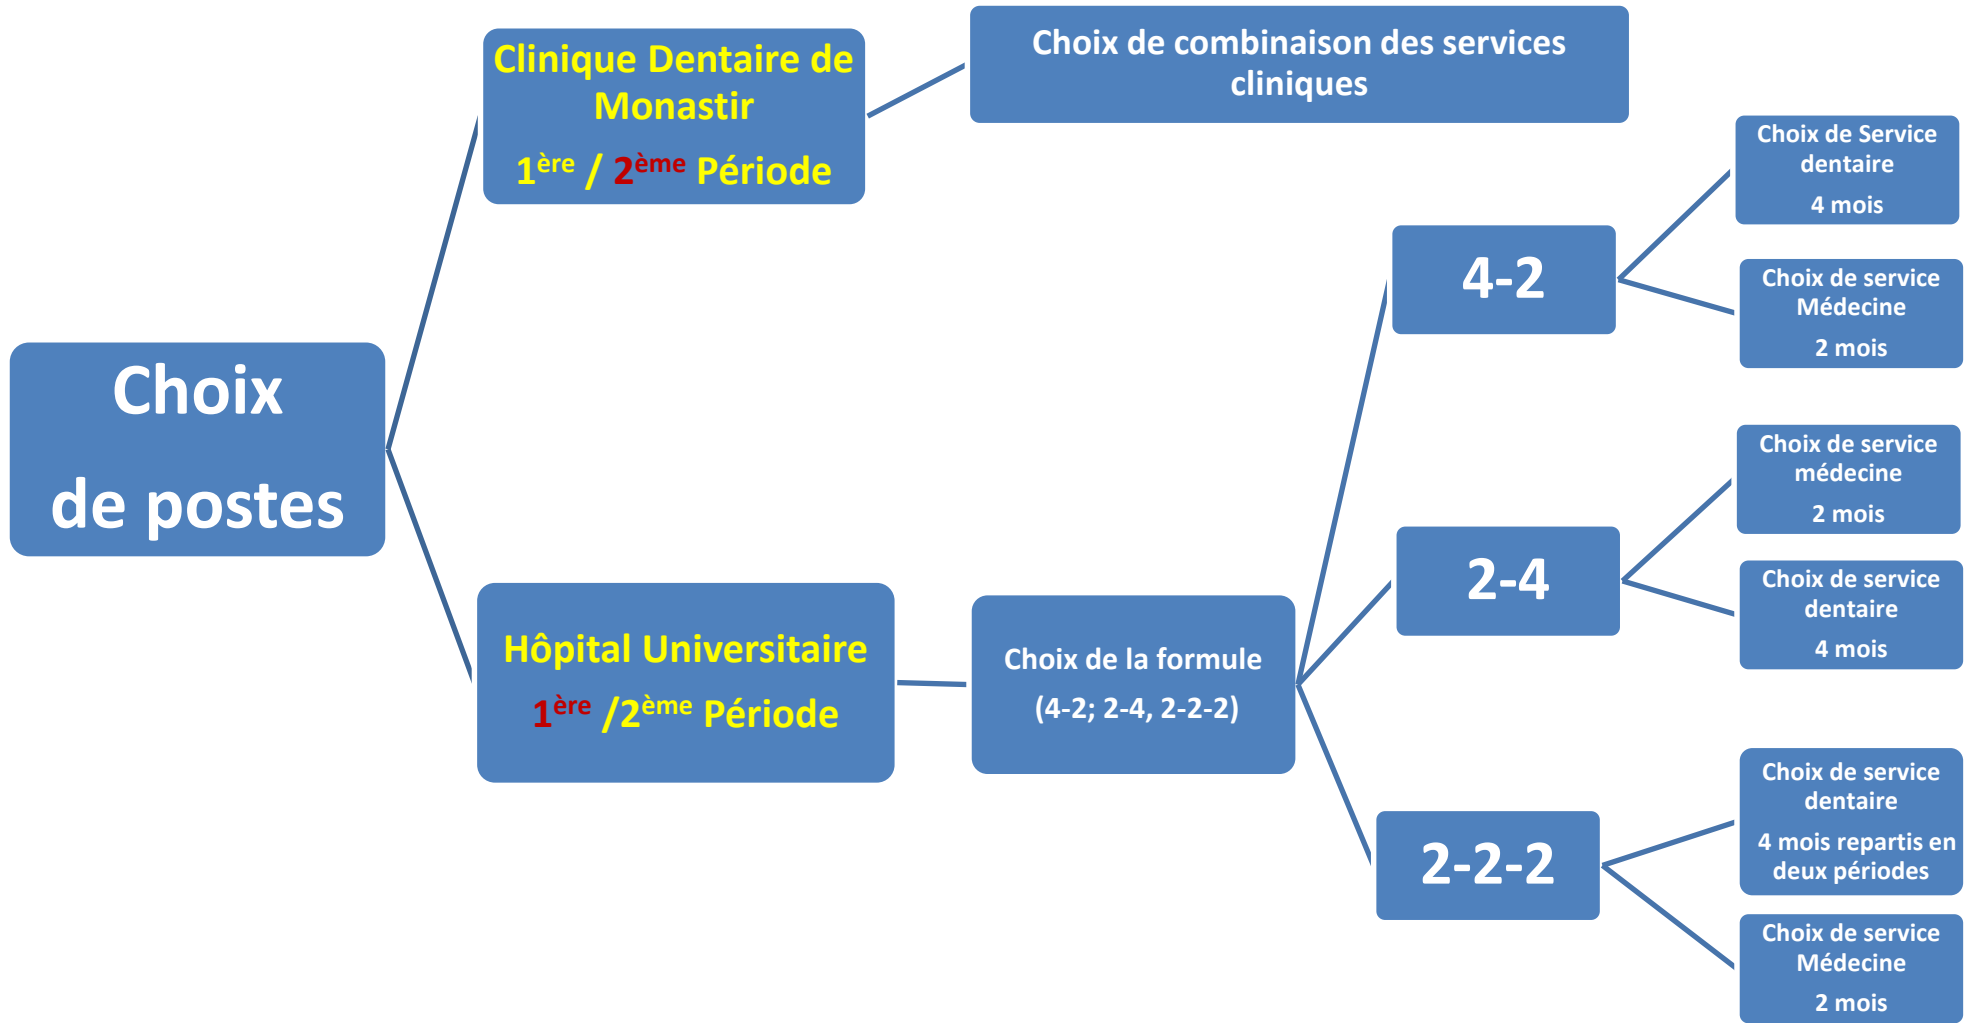 Choix
de postes
Clinique Dentaire de
Monastir
1ère / 2ème Période
Choix de combinaison des services
cliniques
Hôpital Universitaire
1ère /2ème Période
Choix de la formule
(4-2; 2-4, 2-2-2)
4-2
Choix de Service
dentaire
4 mois
Choix de service
Médecine
2 mois
2-4
Choix de service
médecine
2 mois
Choix de service
dentaire
4 mois
2-2-2
Choix de service
dentaire
4 mois repartis en
deux périodes
Choix de service
Médecine
2 mois